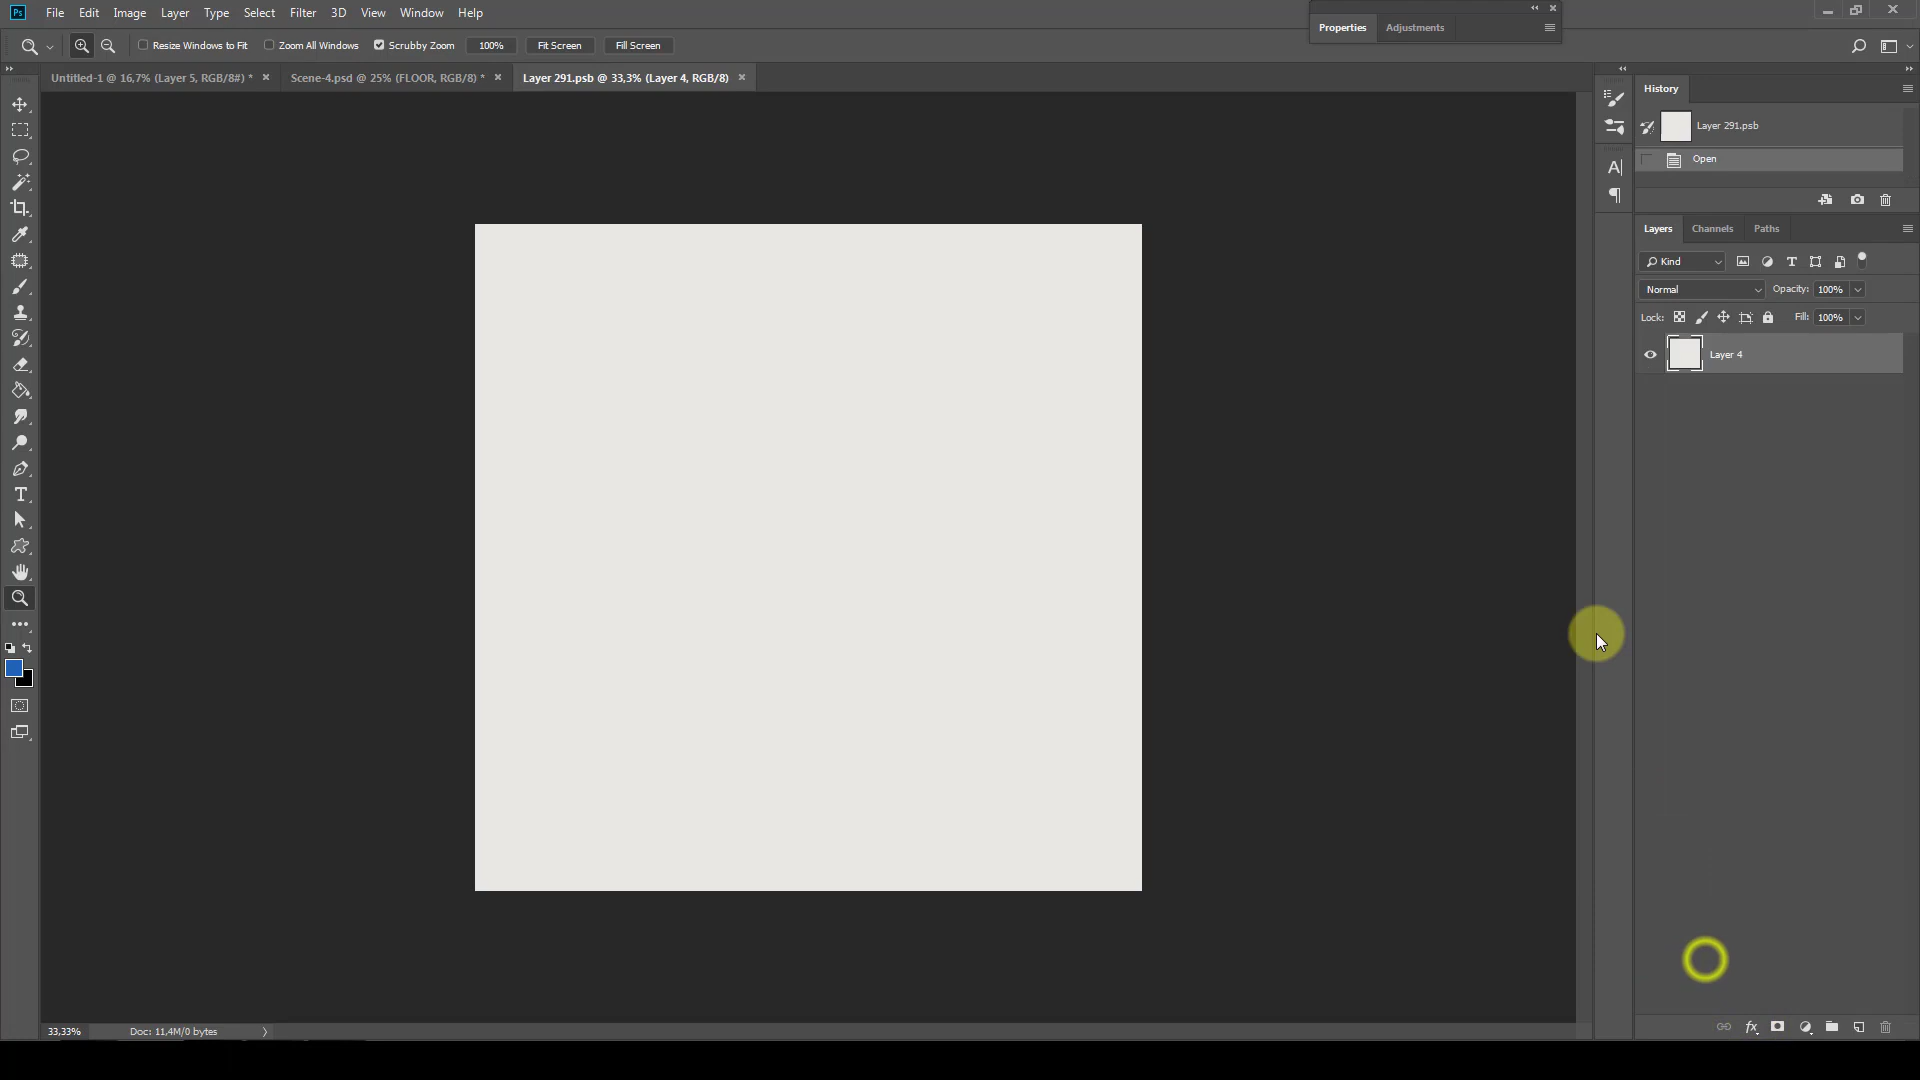 Ps File Edit Image Layer Type Select Filter 3D View Window Help
Properties Adjustments
Resize Windows to Fit Zoom All Windows Scrubby Zoom 100% Fit Screen Fill Screen
Untitled-1 @ 16,7% (Layer 5, RGB/8#) * Scene-4.psd @ 25% (FLOOR, RGB/8) * Layer 291.psb @ 33,3% (Layer 4, RGB/8)
History
Layer 291.psb
Open
Layers Channels Paths
Kind
Normal Opacity: 100%
Lock: Fill: 100%
Layer 4
33,33% Doc: 11,4M/0 bytes